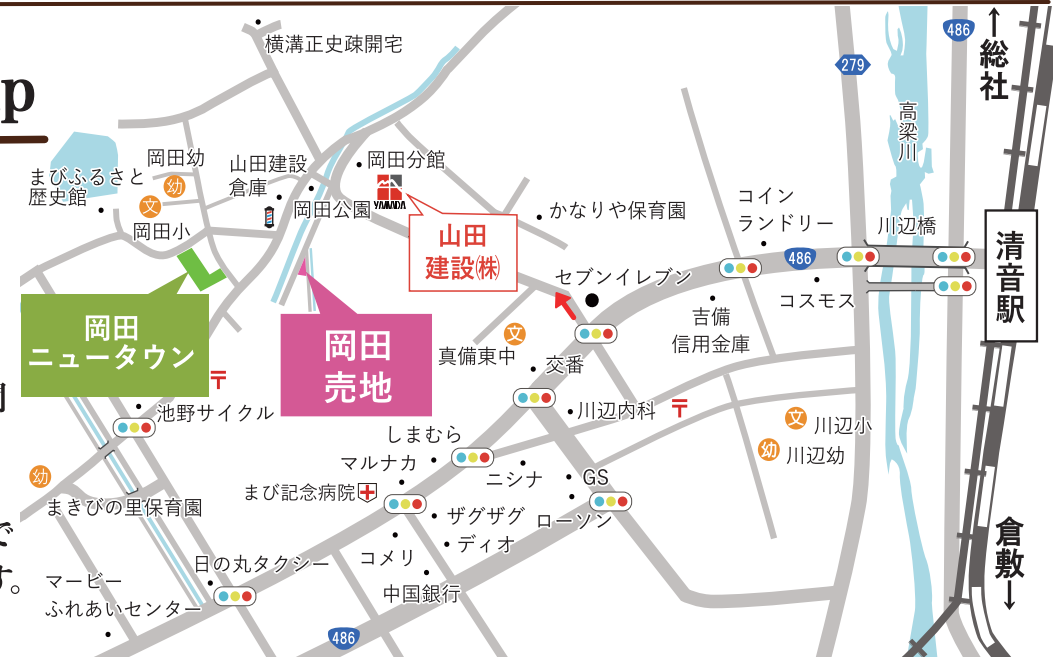 p
横溝正史疎開宅
279
486
総社
高梁川
岡田幼
幼
山田建設
倉庫
岡田分館
まびふるさと
歴史館
文
岡田小
岡田公園
YAMADA
山田
建設㈱
かなりや保育園
コイン
ランドリー
川辺橋
486
清音駅
セブンイレブン
コスモス
岡田
ニュータウン
岡田
売地
文
真備東中
吉備
信用金庫
〒
交番
池野サイクル
川辺内科
〒
文
川辺小
しまむら
幼
川辺幼
マルナカ
ニシナ
GS
幼
まび記念病院
まきびの里保育園
ザグザグ
ローソン
で
ディオ
倉敷
コメリ
日の丸タクシー
す。
マービー
ふれあいセンター
中国銀行
486